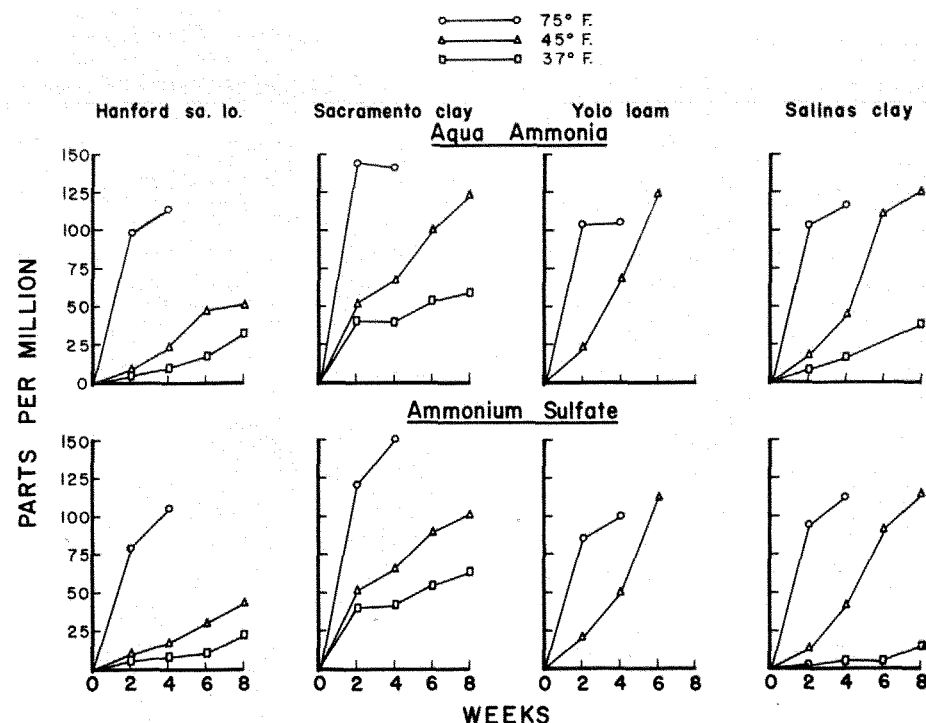 75° F.
45° F.
37° F.
Hanford sa. lo. Sacramento clay Yolo loam Salinas clay
Aqua Ammonia
150
125
100
75
50
25
0
0 2 4 6 8 0 2 4 6 8 0 2 4 6 8 0 2 4 6 8
Ammonium Sulfate
150
125
100
75
50
25
PARTS PER MILLION
WEEKS